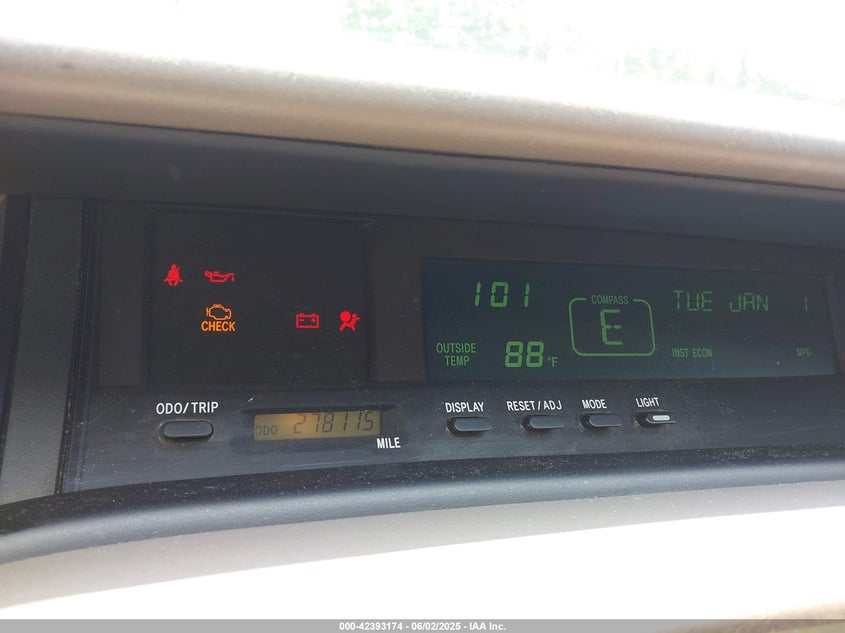 101
COMPASS
E
TUE JAN 1
OUTSIDE
TEMP
88°F
INST ECON
MPG
CHECK
ODO/TRIP
ODO 278115
MILE
DISPLAY
RESET/ADJ
MODE
LIGHT
000-42393174 - 06/02/2025 - IAA Inc.